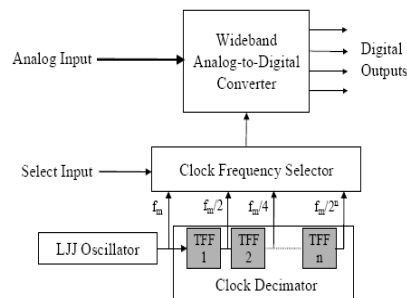 Wideband
Analog-to-Digital
Converter
Analog Input
Digital
Outputs
Select Input
Clock Frequency Selector
fm
fm/2
fm/4
fm/2ⁿ
LJJ Oscillator
TFF
1
TFF
2
TFF
n
Clock Decimator